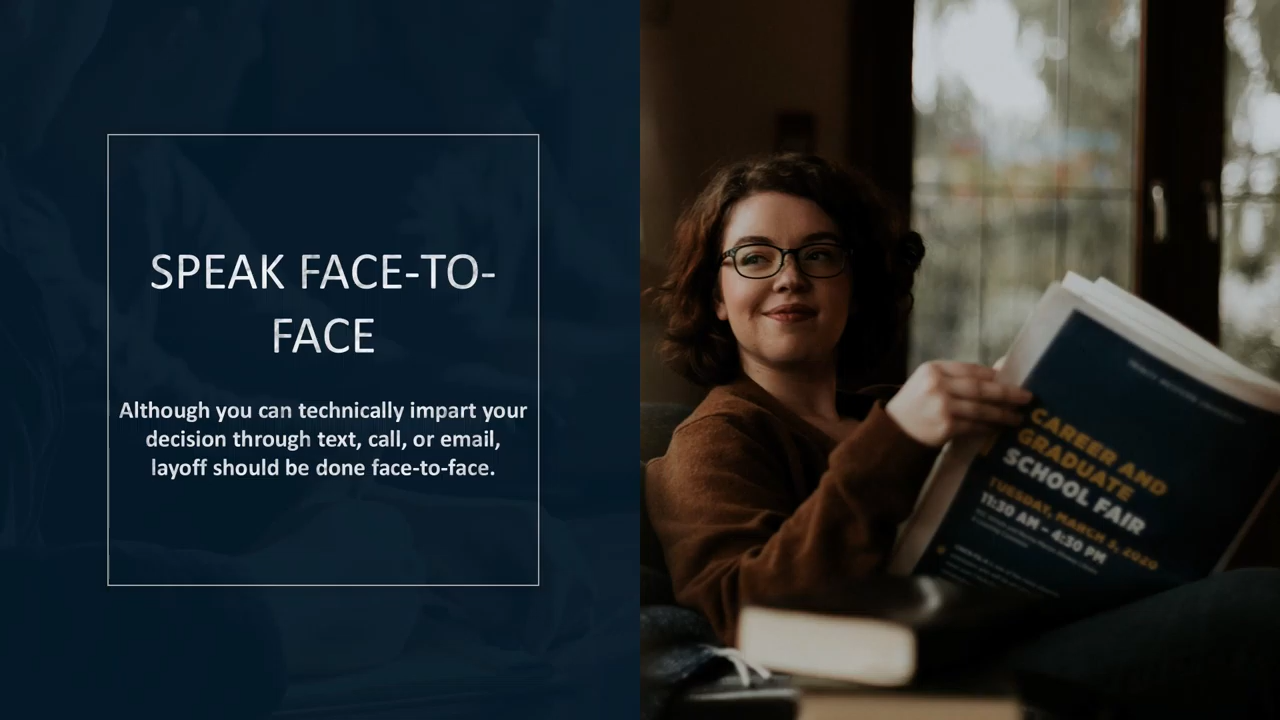 SPEAK FACE-TO-
FACE
Although you can technically impart your
decision through text, call, or email,
layoff should be done face-to-face.
CAREER AND
GRADUATE
SCHOOL FAIR
TUESDAY, MARCH 3, 2020
11:30 AM - 4:30 PM